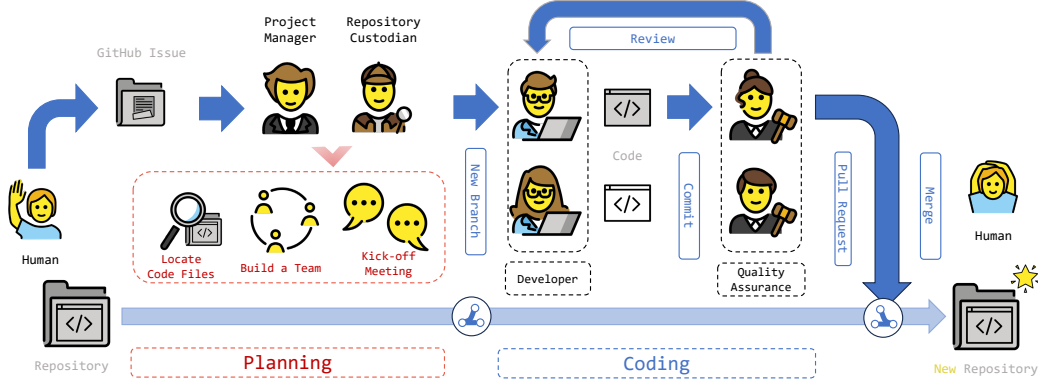 Project
Manager
Repository
Custodian
GitHub Issue
Review
</>
</>
Code
New Branch
Commit
Pull Request
Merge
Human
Human
</>
Locate
Code Files
Build a Team
Kick-off
Meeting
Developer
Quality
Assurance
</>
</>
Repository
New Repository
Planning
Coding